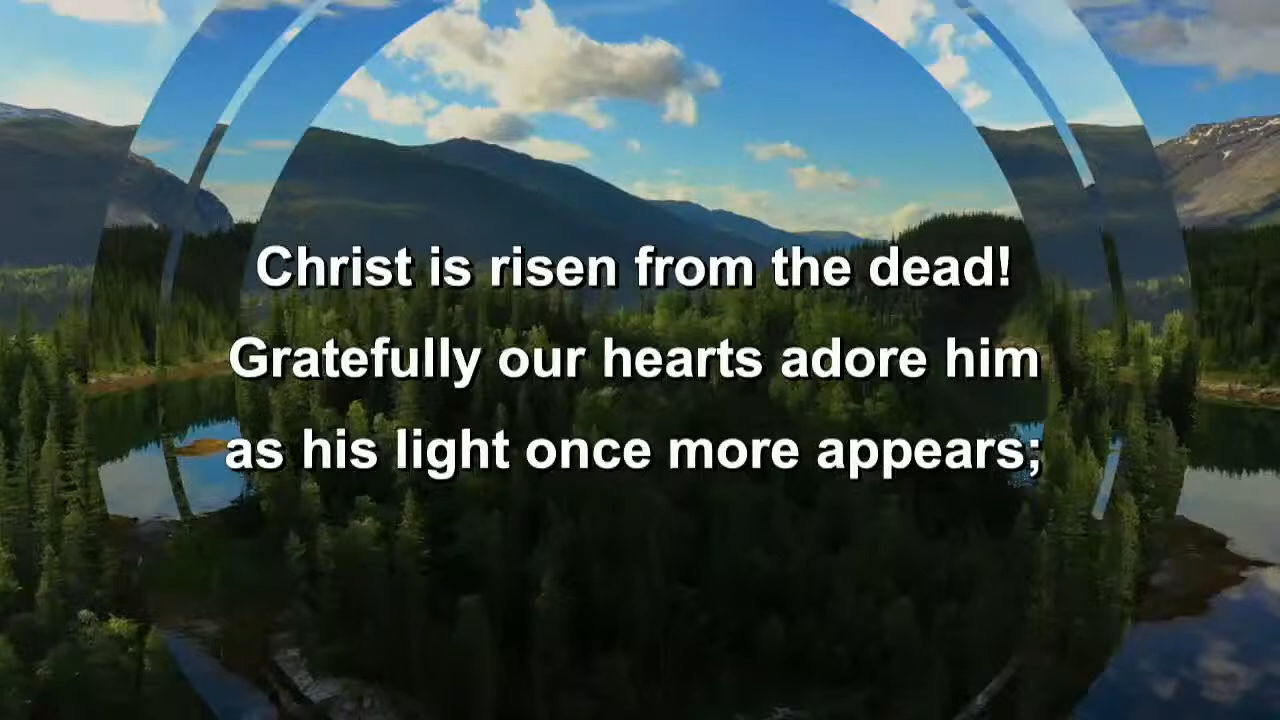 Christ is risen from the dead!
Gratefully our hearts adore him
as his light once more appears;